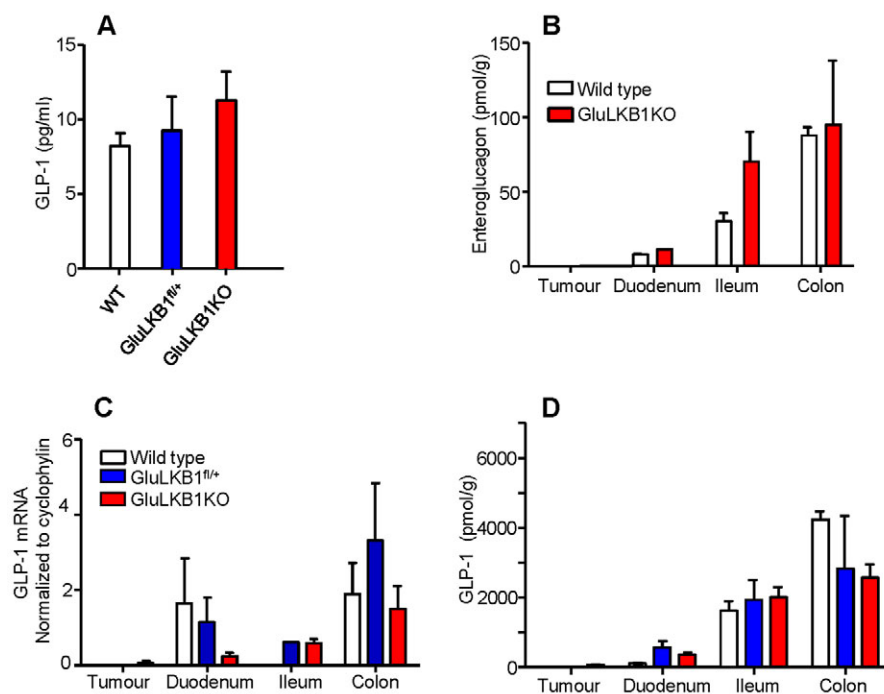 A
GLP-1 (pg/ml)
15
10
5
0
WT
GluLKB1fl/+
GluLKB1KO
B
Enteroglucagon (pmol/g)
150
100
50
0
Wild type
GluLKB1KO
Tumour Duodenum Ileum Colon
C
GLP-1 mRNA
Normalized to cyclophylin
6
4
2
0
Wild type
GluLKB1fl/+
GluLKB1KO
Tumour Duodenum Ileum Colon
D
GLP-1 (pmol/g)
6000
4000
2000
0
Tumour Duodenum Ileum Colon